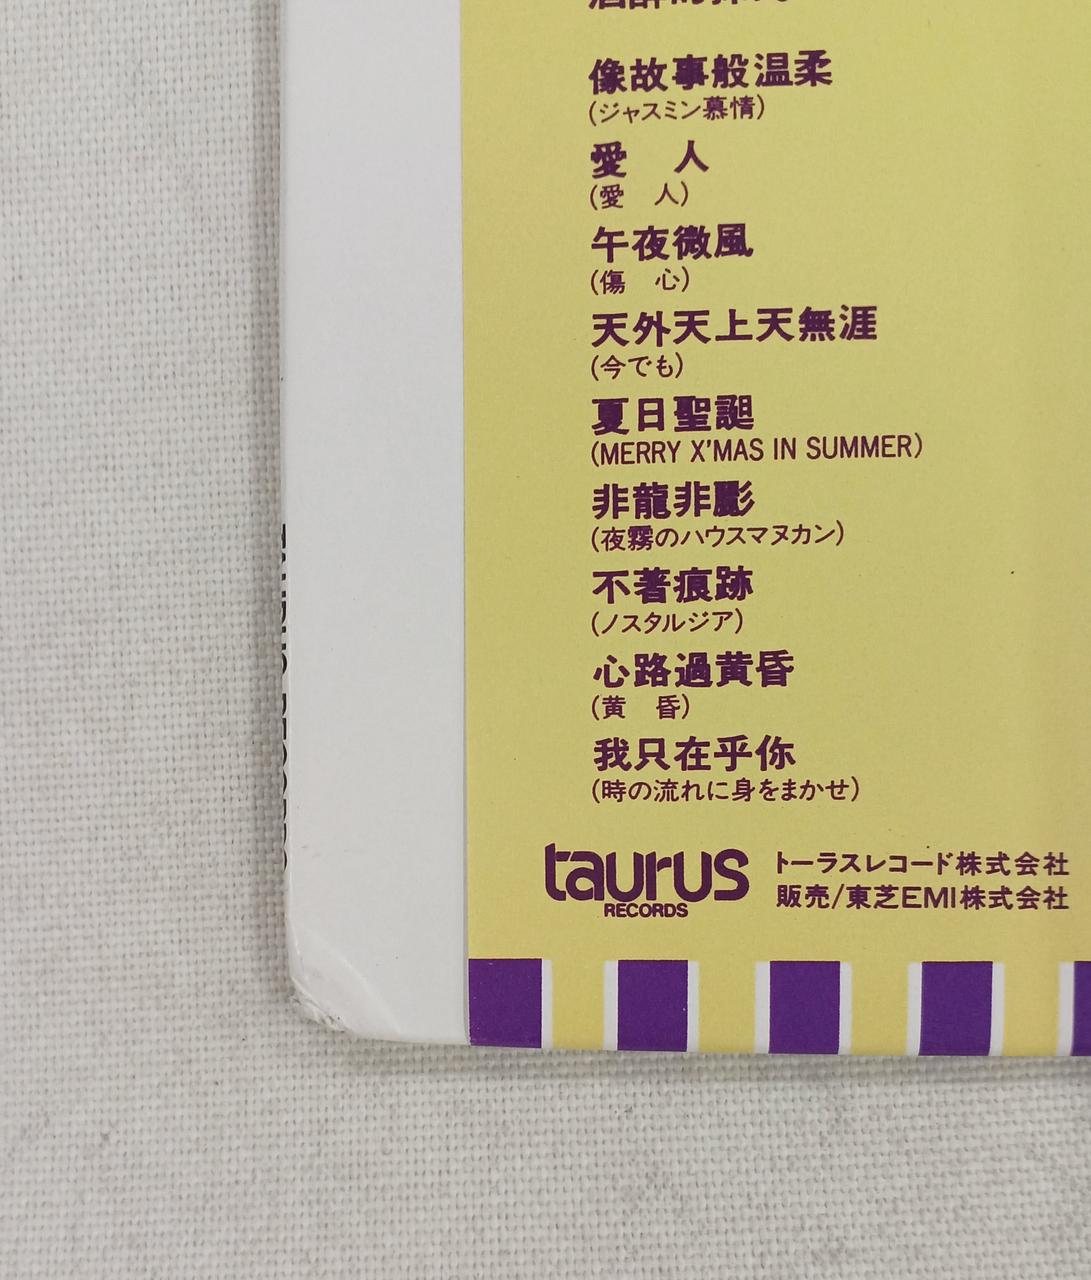 像故事般温柔
(ジャスミン慕情)
愛　人
(愛　人)
午夜微風
(傷　心)
天外天上天無涯
(今でも)
夏日聖誕
(MERRY X'MAS IN SUMMER)
非龍非彲
(夜霧のハウスマヌカン)
不著痕跡
(ノスタルジア)
心路過黄昏
(黄　昏)
我只在乎你
(時の流れに身をまかせ)
taurus
RECORDS
トーラスレコード株式会社
販売/東芝EMI株式会社